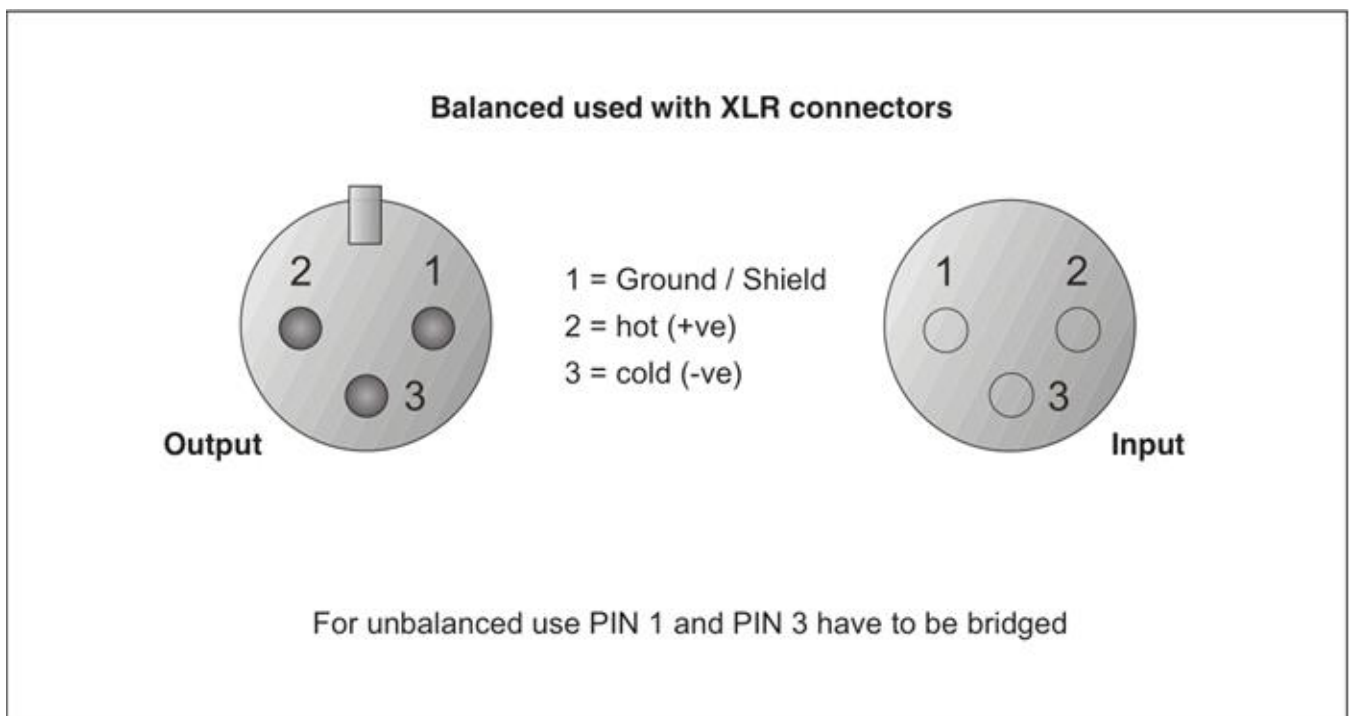 Balanced used with XLR connectors
2 1
3
Output
1 = Ground / Shield
2 = hot (+ve)
3 = cold (-ve)
1 2
3
Input
For unbalanced use PIN 1 and PIN 3 have to be bridged